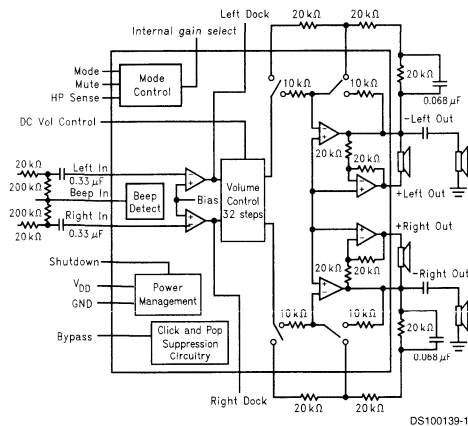 Left Dock
Internal gain select
20 kΩ
20 kΩ
Mode
Mute
HP Sense
Mode
Control
10 kΩ
10 kΩ
20 kΩ
0.068 µF
DC Vol Control
-Left Out
20 kΩ
20 kΩ
Left In
0.33 µF
200 kΩ
Beep In
Beep
Detect
Bias
Volume
Control
32 steps
20 kΩ
+Left Out
200 kΩ
Right In
20 kΩ
0.33 µF
+Right Out
20 kΩ
Shutdown
VDD
GND
Power
Management
20 kΩ
-Right Out
Bypass
Click and Pop
Suppression
Circuitry
10 kΩ
10 kΩ
20 kΩ
0.068 µF
Right Dock
20 kΩ
20 kΩ
DS100139-1